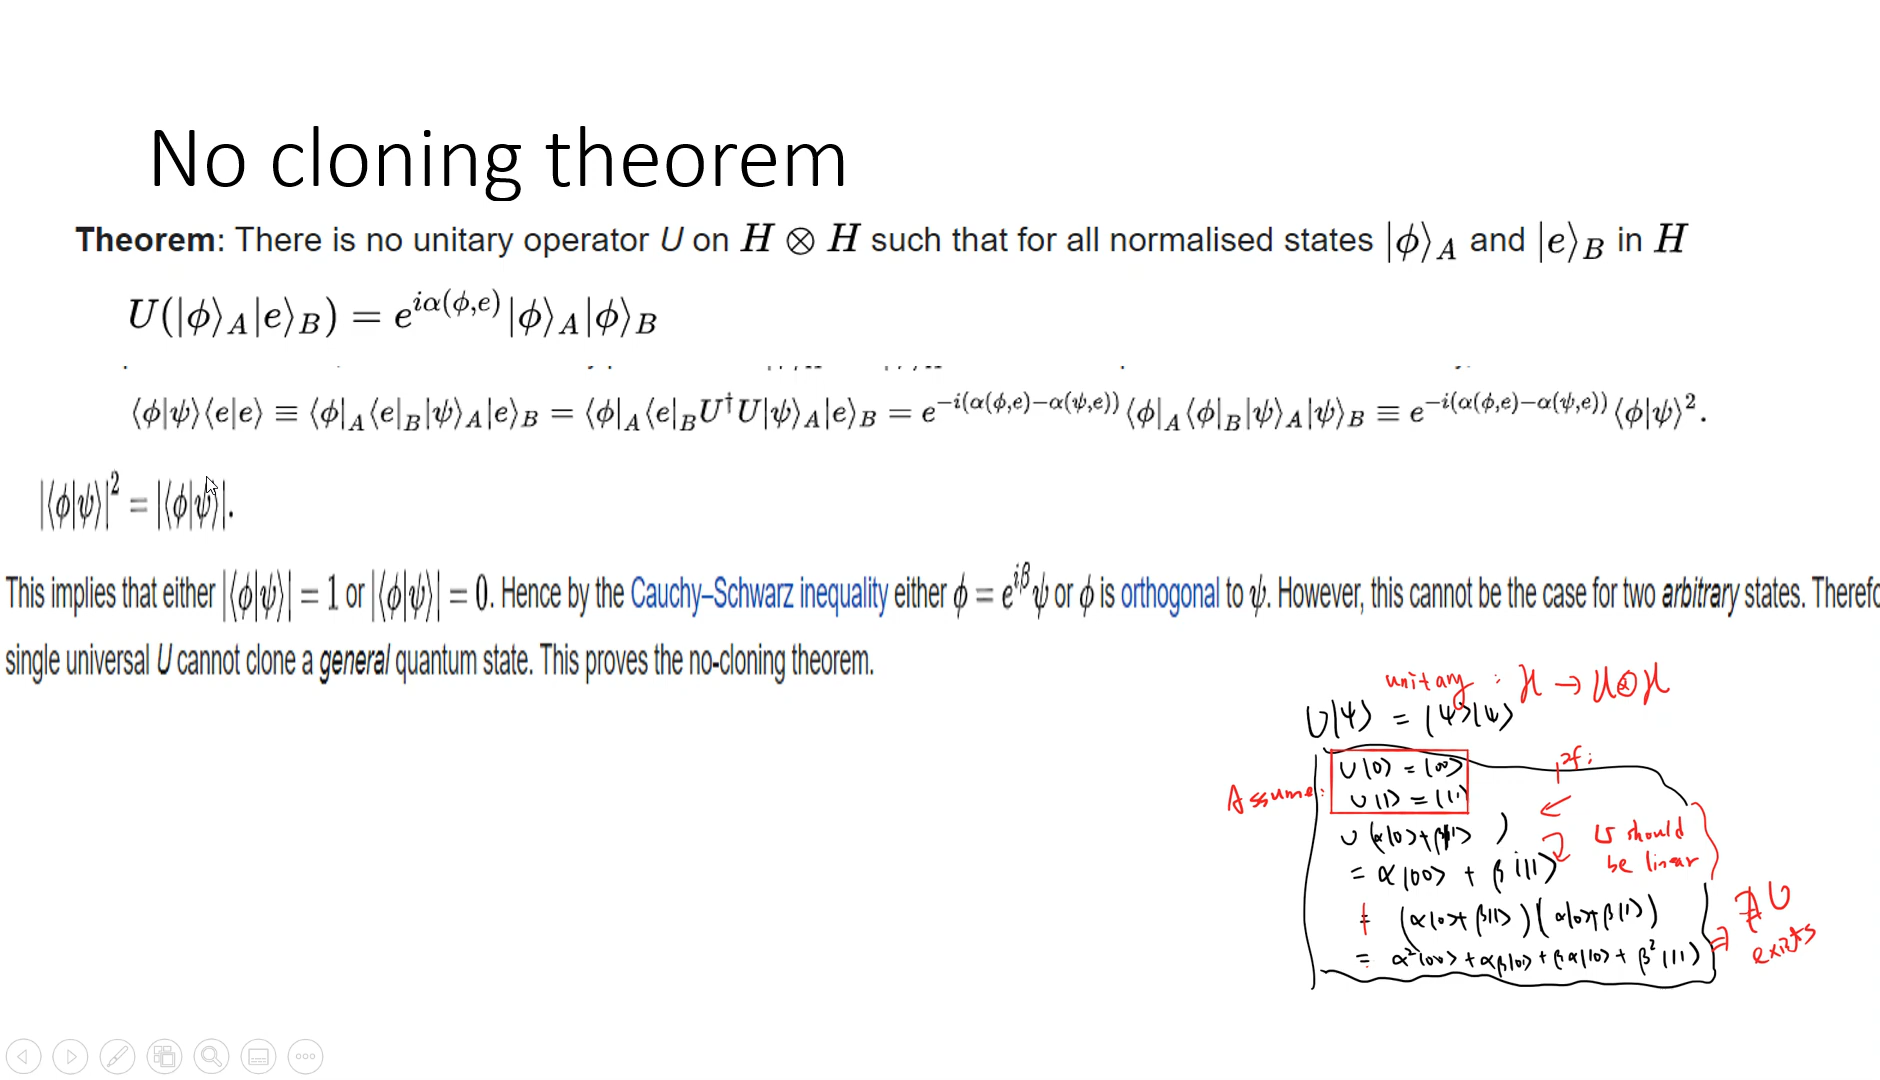 No cloning theorem
Theorem: There is no unitary operator U on H ⊗ H such that for all normalised states |ϕ⟩_A and |e⟩_B in H
U(|ϕ⟩_A|e⟩_B) = e^{iα(ϕ,e)}|ϕ⟩_A|ϕ⟩_B
⟨ϕ|ψ⟩⟨e|e⟩ ≡ ⟨ϕ|_A⟨e|_B|ψ⟩_A|e⟩_B = ⟨ϕ|_A⟨e|_B U†U|ψ⟩_A|e⟩_B = e^{−i(α(ϕ,e)−α(ψ,e))}⟨ϕ|_A⟨ϕ|_B|ψ⟩_A|ψ⟩_B ≡ e^{−i(α(ϕ,e)−α(ψ,e))}⟨ϕ|ψ⟩².
|⟨ϕ|ψ⟩|² = |⟨ϕ|ψ⟩|.
This implies that either |⟨ϕ|ψ⟩| = 1 or |⟨ϕ|ψ⟩| = 0. Hence by the Cauchy–Schwarz inequality either ϕ = e^{iβ}ψ or ϕ is orthogonal to ψ. However, this cannot be the case for two arbitrary states. Therefo
single universal U cannot clone a general quantum state. This proves the no-cloning theorem.
unitary : H → H⊗H
U|ψ⟩ = |ψ⟩|ψ⟩
pf:
Assume: U|0⟩ = |00⟩
U|1⟩ = |11⟩
U(α|0⟩+β|1⟩)
U should
be linear
= α|00⟩ + β|11⟩
≠ (α|0⟩+β|1⟩)(α|0⟩+β|1⟩)
= α²|00⟩+αβ|01⟩+βα|10⟩+β²|11⟩
⇒ ∄ U
exists